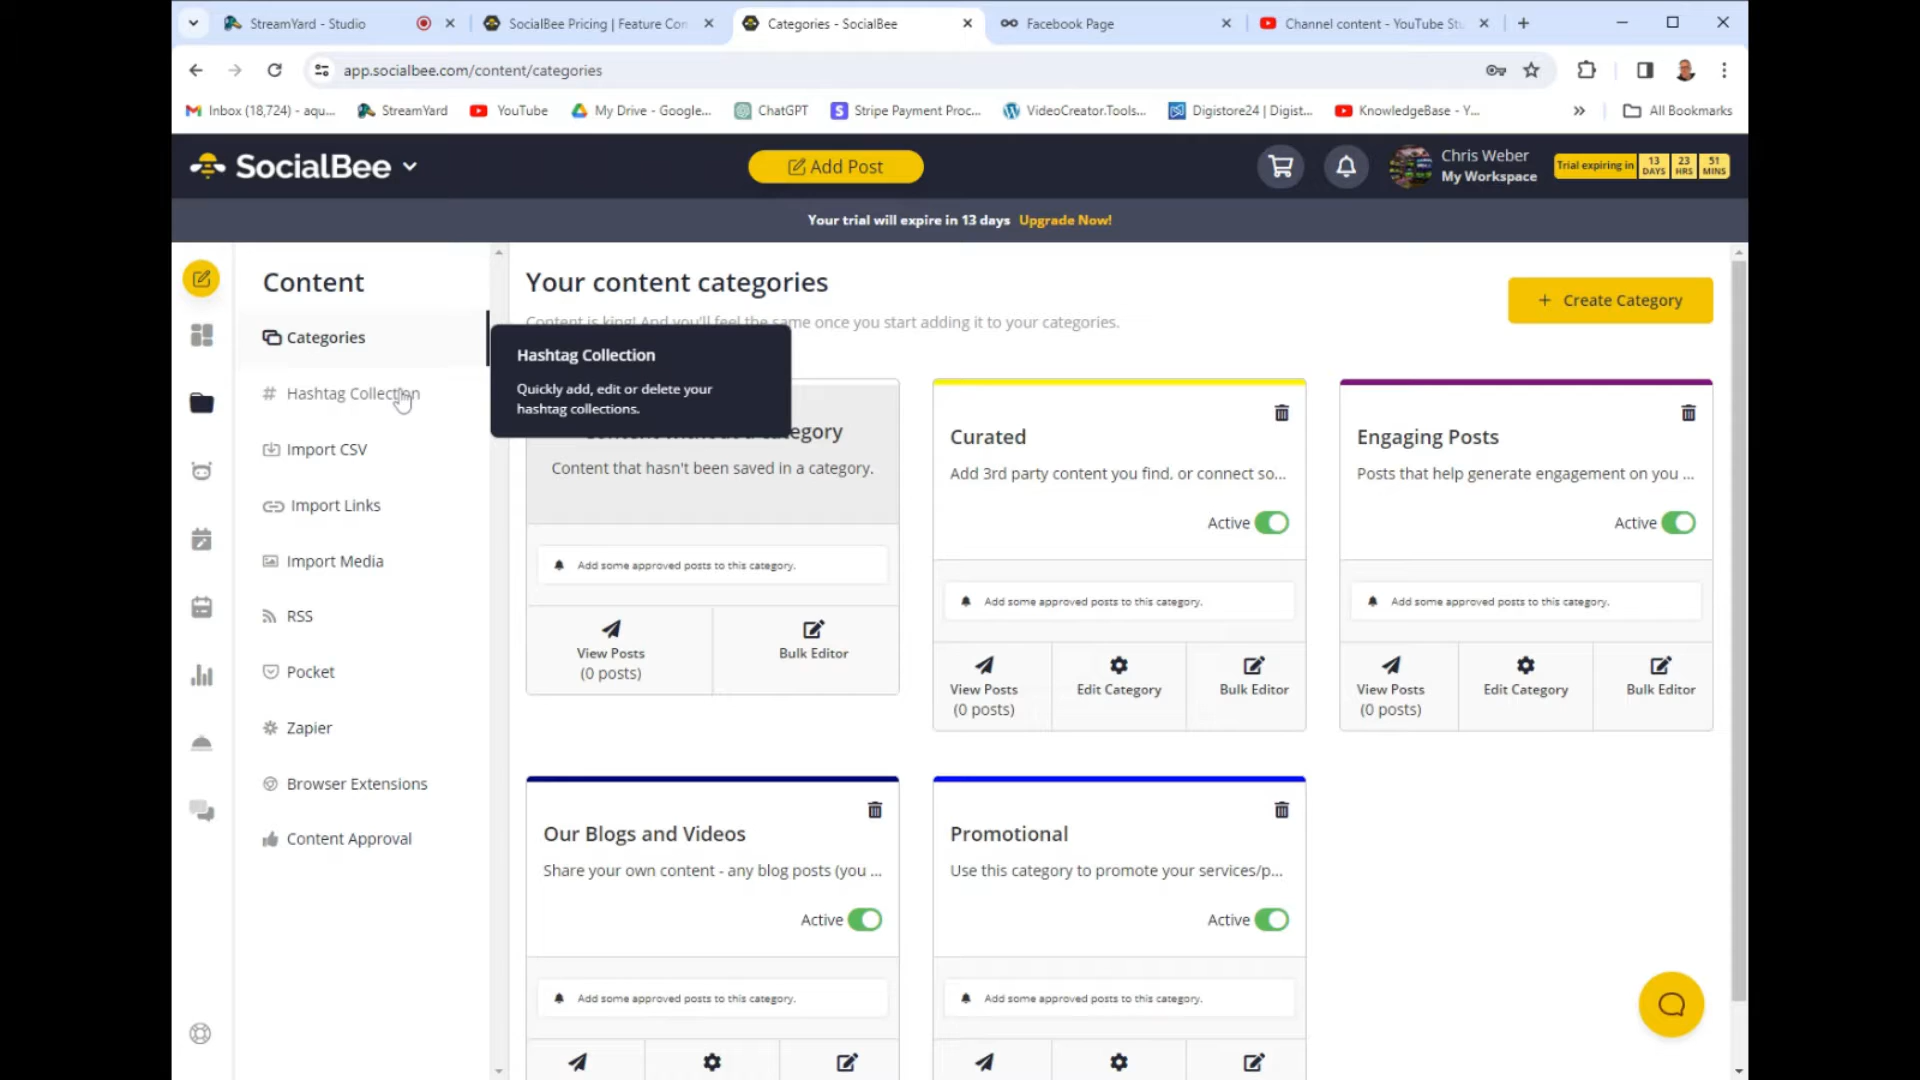 StreamYard - Studio
SocialBee Pricing | Feature Con
Categories - SocialBee
Facebook Page
Channel content - YouTube Stu
app.socialbee.com/content/categories
Inbox (18,724) - aqu...
StreamYard
YouTube
My Drive - Google...
ChatGPT
Stripe Payment Proc...
VideoCreator.Tools...
Digistore24 | Digist...
KnowledgeBase - Y...
All Bookmarks
SocialBee
Add Post
Chris Weber
My Workspace
Trial expiring in
13 DAYS
23 HRS
51 MINS
Your trial will expire in 13 days Upgrade Now!
Content
Categories
Hashtag Collection
Import CSV
Import Links
Import Media
RSS
Pocket
Zapier
Browser Extensions
Content Approval
Your content categories
Content is king! And you'll feel the same once you start adding it to your categories.
+ Create Category
Hashtag Collection
Quickly add, edit or delete your
hashtag collections.
Content that hasn't been saved in a category.
Add some approved posts to this category.
View Posts
(0 posts)
Bulk Editor
Curated
Add 3rd party content you find, or connect so...
Active
Add some approved posts to this category.
View Posts
(0 posts)
Edit Category
Bulk Editor
Engaging Posts
Posts that help generate engagement on you ...
Active
Add some approved posts to this category.
View Posts
(0 posts)
Edit Category
Bulk Editor
Our Blogs and Videos
Share your own content - any blog posts (you ...
Active
Add some approved posts to this category.
Promotional
Use this category to promote your services/p...
Active
Add some approved posts to this category.